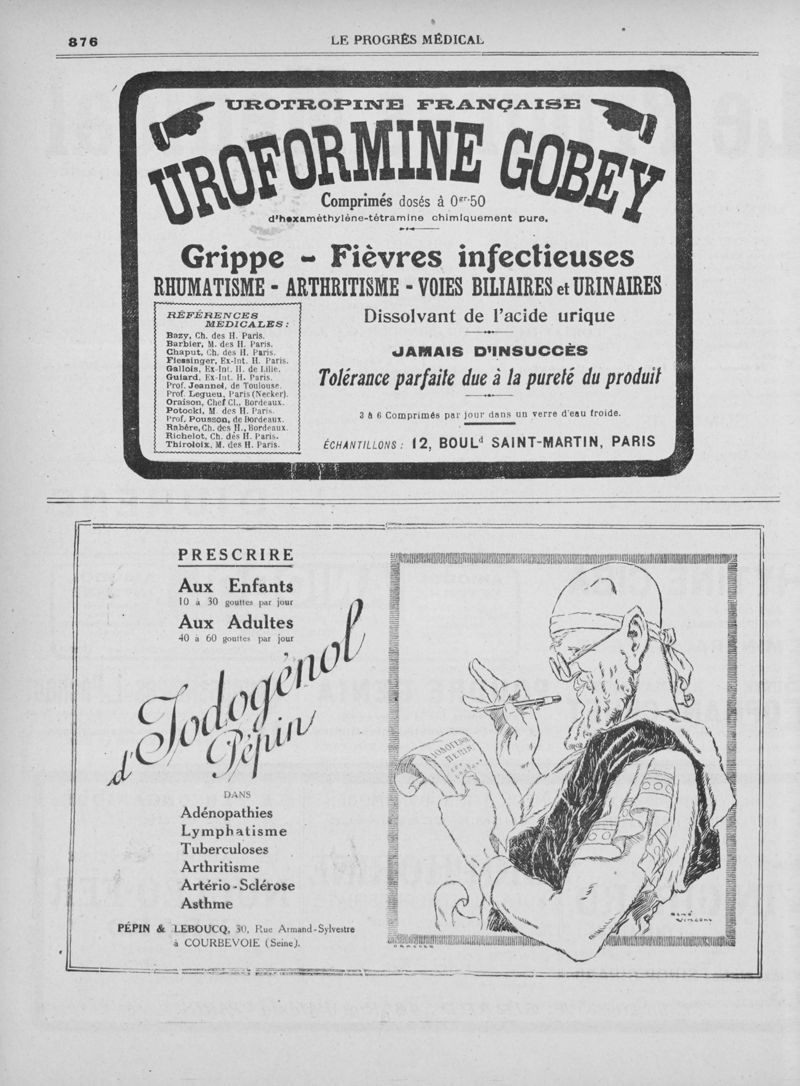 876
LE PROGRÈS MÉDICAL
UROTROPINE FRANÇAISE
UROFORMINE GOBEY
Comprimés dosés à 0gr·50
d'hexaméthylène-tétramine chimiquement pure.
Grippe - Fièvres infectieuses
RHUMATISME - ARTHRITISME - VOIES BILIAIRES et URINAIRES
RÉFÉRENCES
MEDICALES:
Bazy, Ch. des H. Paris.
Barbier, M. des H. Paris.
Chaput, Ch. des H. Paris.
Fiessinger, Ex-Int. H. Paris.
Gallois, Ex-Int. H. de Lille.
Guiard, Ex-Int. H. Paris.
Prof. Jeannel, de Toulouse.
Prof. Legueu, Paris (Necker).
Oraison, Chef Cl., Bordeaux.
Potocki, M. des H. Paris.
Prof. Pousson, de Bordeaux.
Rabère, Ch. des H., Bordeaux.
Richelot, Ch. des H. Paris.
Thiroloix, M. des H. Paris.
Dissolvant de l'acide urique
JAMAIS D'INSUCCÈS
Tolérance parfaite due à la pureté du produit
3 à 6 Comprimés par jour dans un verre d'eau froide.
ÉCHANTILLONS : 12, BOULd SAINT-MARTIN, PARIS
PRESCRIRE
Aux Enfants
10 à 30 gouttes par jour
Aux Adultes
40 à 60 gouttes par jour
d'Iodogénol
Pépin
DANS
Adénopathies
Lymphatisme
Tuberculoses
Arthritisme
Artério-Sclérose
Asthme
PÉPIN & LEBOUCQ, 30, Rue Armand-Sylvestre
à COURBEVOIE (Seine).
PEPIN
René
Vincent